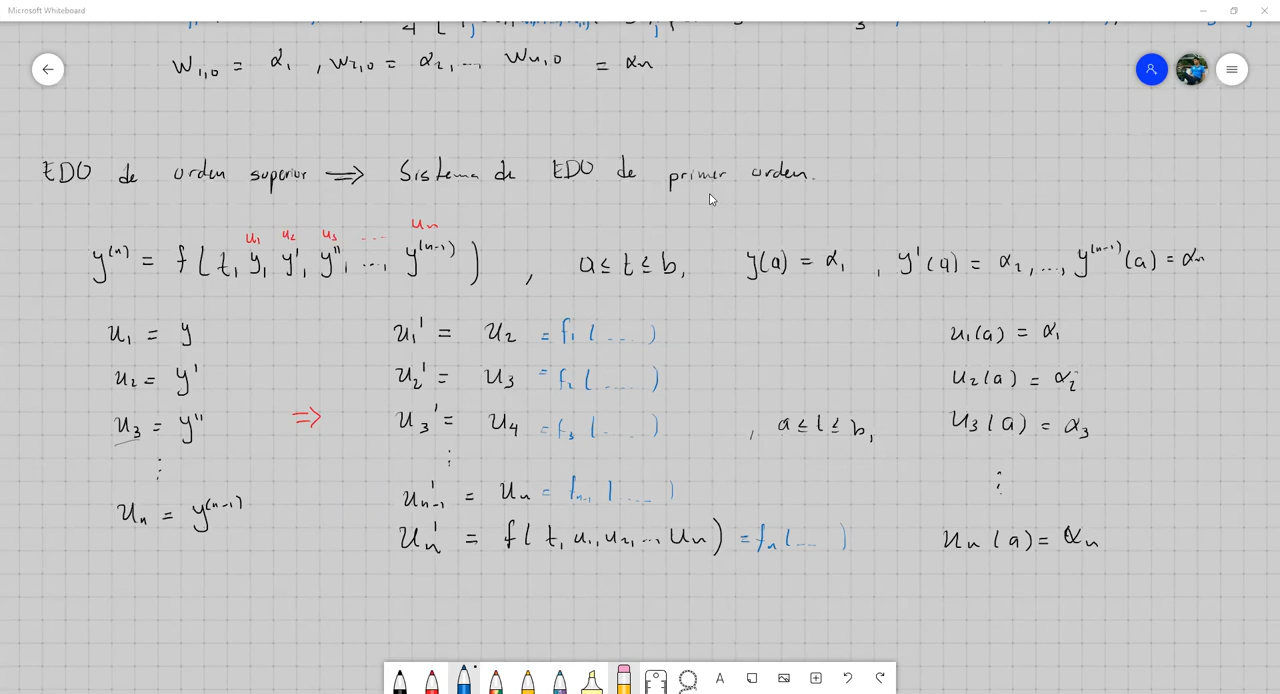 Microsoft Whiteboard
4
3
w₁,₀ = α₁ , w₂,₀ = α₂, ... wₙ,₀ = αₙ
EDO de orden superior ⟹ Sistema de EDO de primer orden.
u₁ u₂ u₃ ... uₙ
y⁽ⁿ⁾ = f(t, y, y', y'', ..., y⁽ⁿ⁻¹⁾) , a ≤ t ≤ b, y(a) = α₁ , y'(a) = α₂, ..., y⁽ⁿ⁻¹⁾(a) = αₙ
u₁ = y u₁' = u₂ = f₁(....) u₁(a) = α₁
u₂ = y' u₂' = u₃ = f₂(....) u₂(a) = α₂
u₃ = y'' ⟹ u₃' = u₄ = f₃(....) , a ≤ t ≤ b, u₃(a) = α₃
⋮ ⋮ ⋮
uₙ = y⁽ⁿ⁻¹⁾ uₙ₋₁' = uₙ = fₙ₋₁(....)
uₙ' = f(t, u₁, u₂, ... uₙ) = fₙ(...) uₙ(a) = αₙ
A